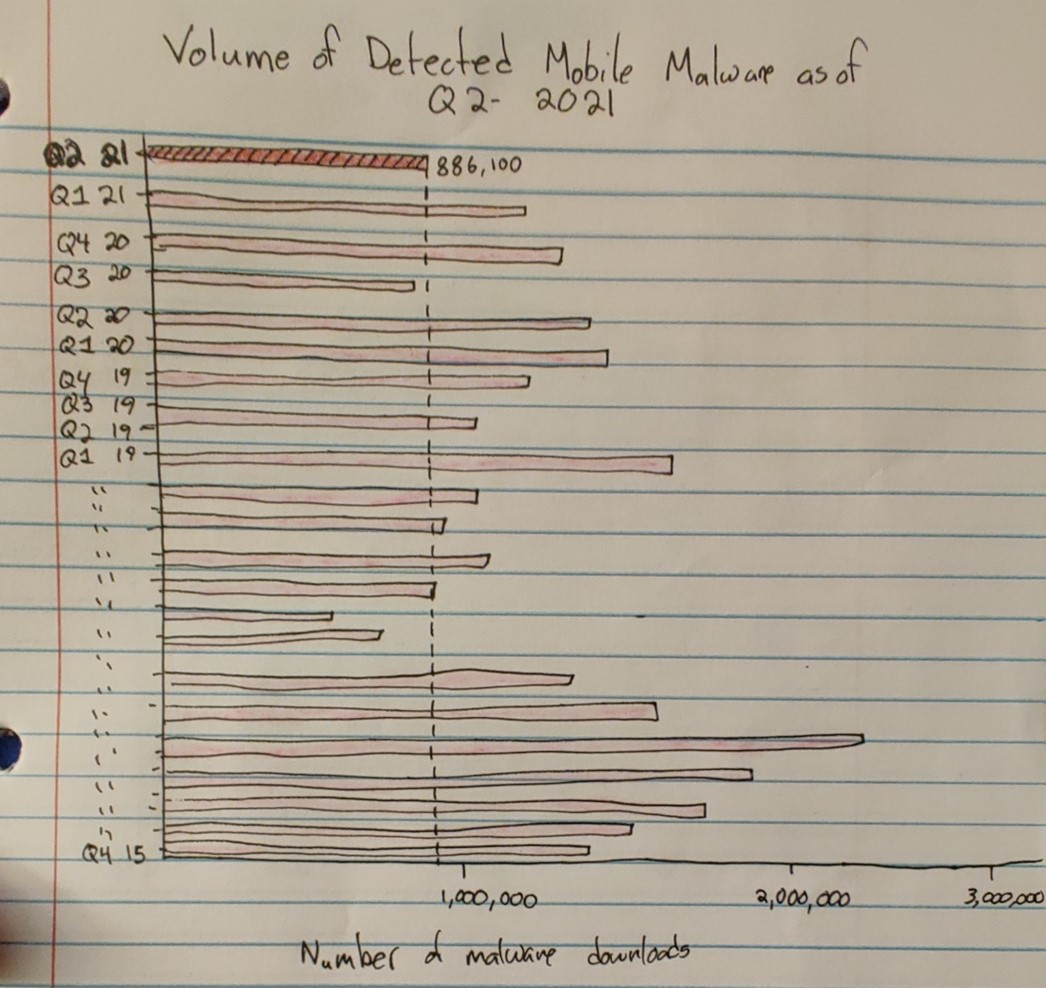 Volume of Detected Mobile Malware as of
Q2- 2021
Q2 21
886,100
Q1 21
Q4 20
Q3 20
Q2 20
Q1 20
Q4 19
Q3 19
Q2 19
Q1 19
"
"
"
"
"
"
"
"
"
"
"
"
"
Q4 15
1,000,000 2,000,000 3,000,000
Number of malware downloads